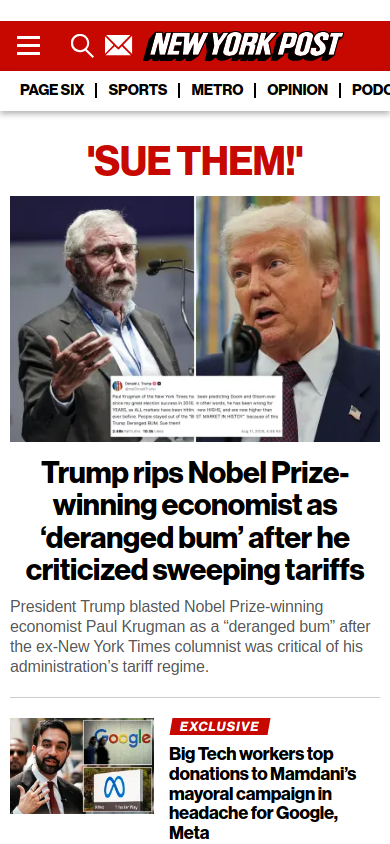 NEW YORK POST
PAGE SIX | SPORTS | METRO | OPINION | PODC
'SUE THEM!'
Donald J. Trump
@realDonaldTrump
Paul Krugman of the New York Times ha been predicting Doom and Gloom ever
since my great election success in 2016. n other words, he has been wrong for
YEARS, as ALL markets have been hittin new HIGHS, and are now higher than
ever before. People stayed out of the "B ST MARKET IN HISTORY" because of this
Trump Deranged BUM. Sue them!
Trump rips Nobel Prize-
winning economist as
‘deranged bum’ after he
criticized sweeping tariffs
President Trump blasted Nobel Prize-winning
economist Paul Krugman as a “deranged bum” after
the ex-New York Times columnist was critical of his
administration’s tariff regime.
Google
EXCLUSIVE
Big Tech workers top
donations to Mamdani’s
mayoral campaign in
headache for Google,
Meta